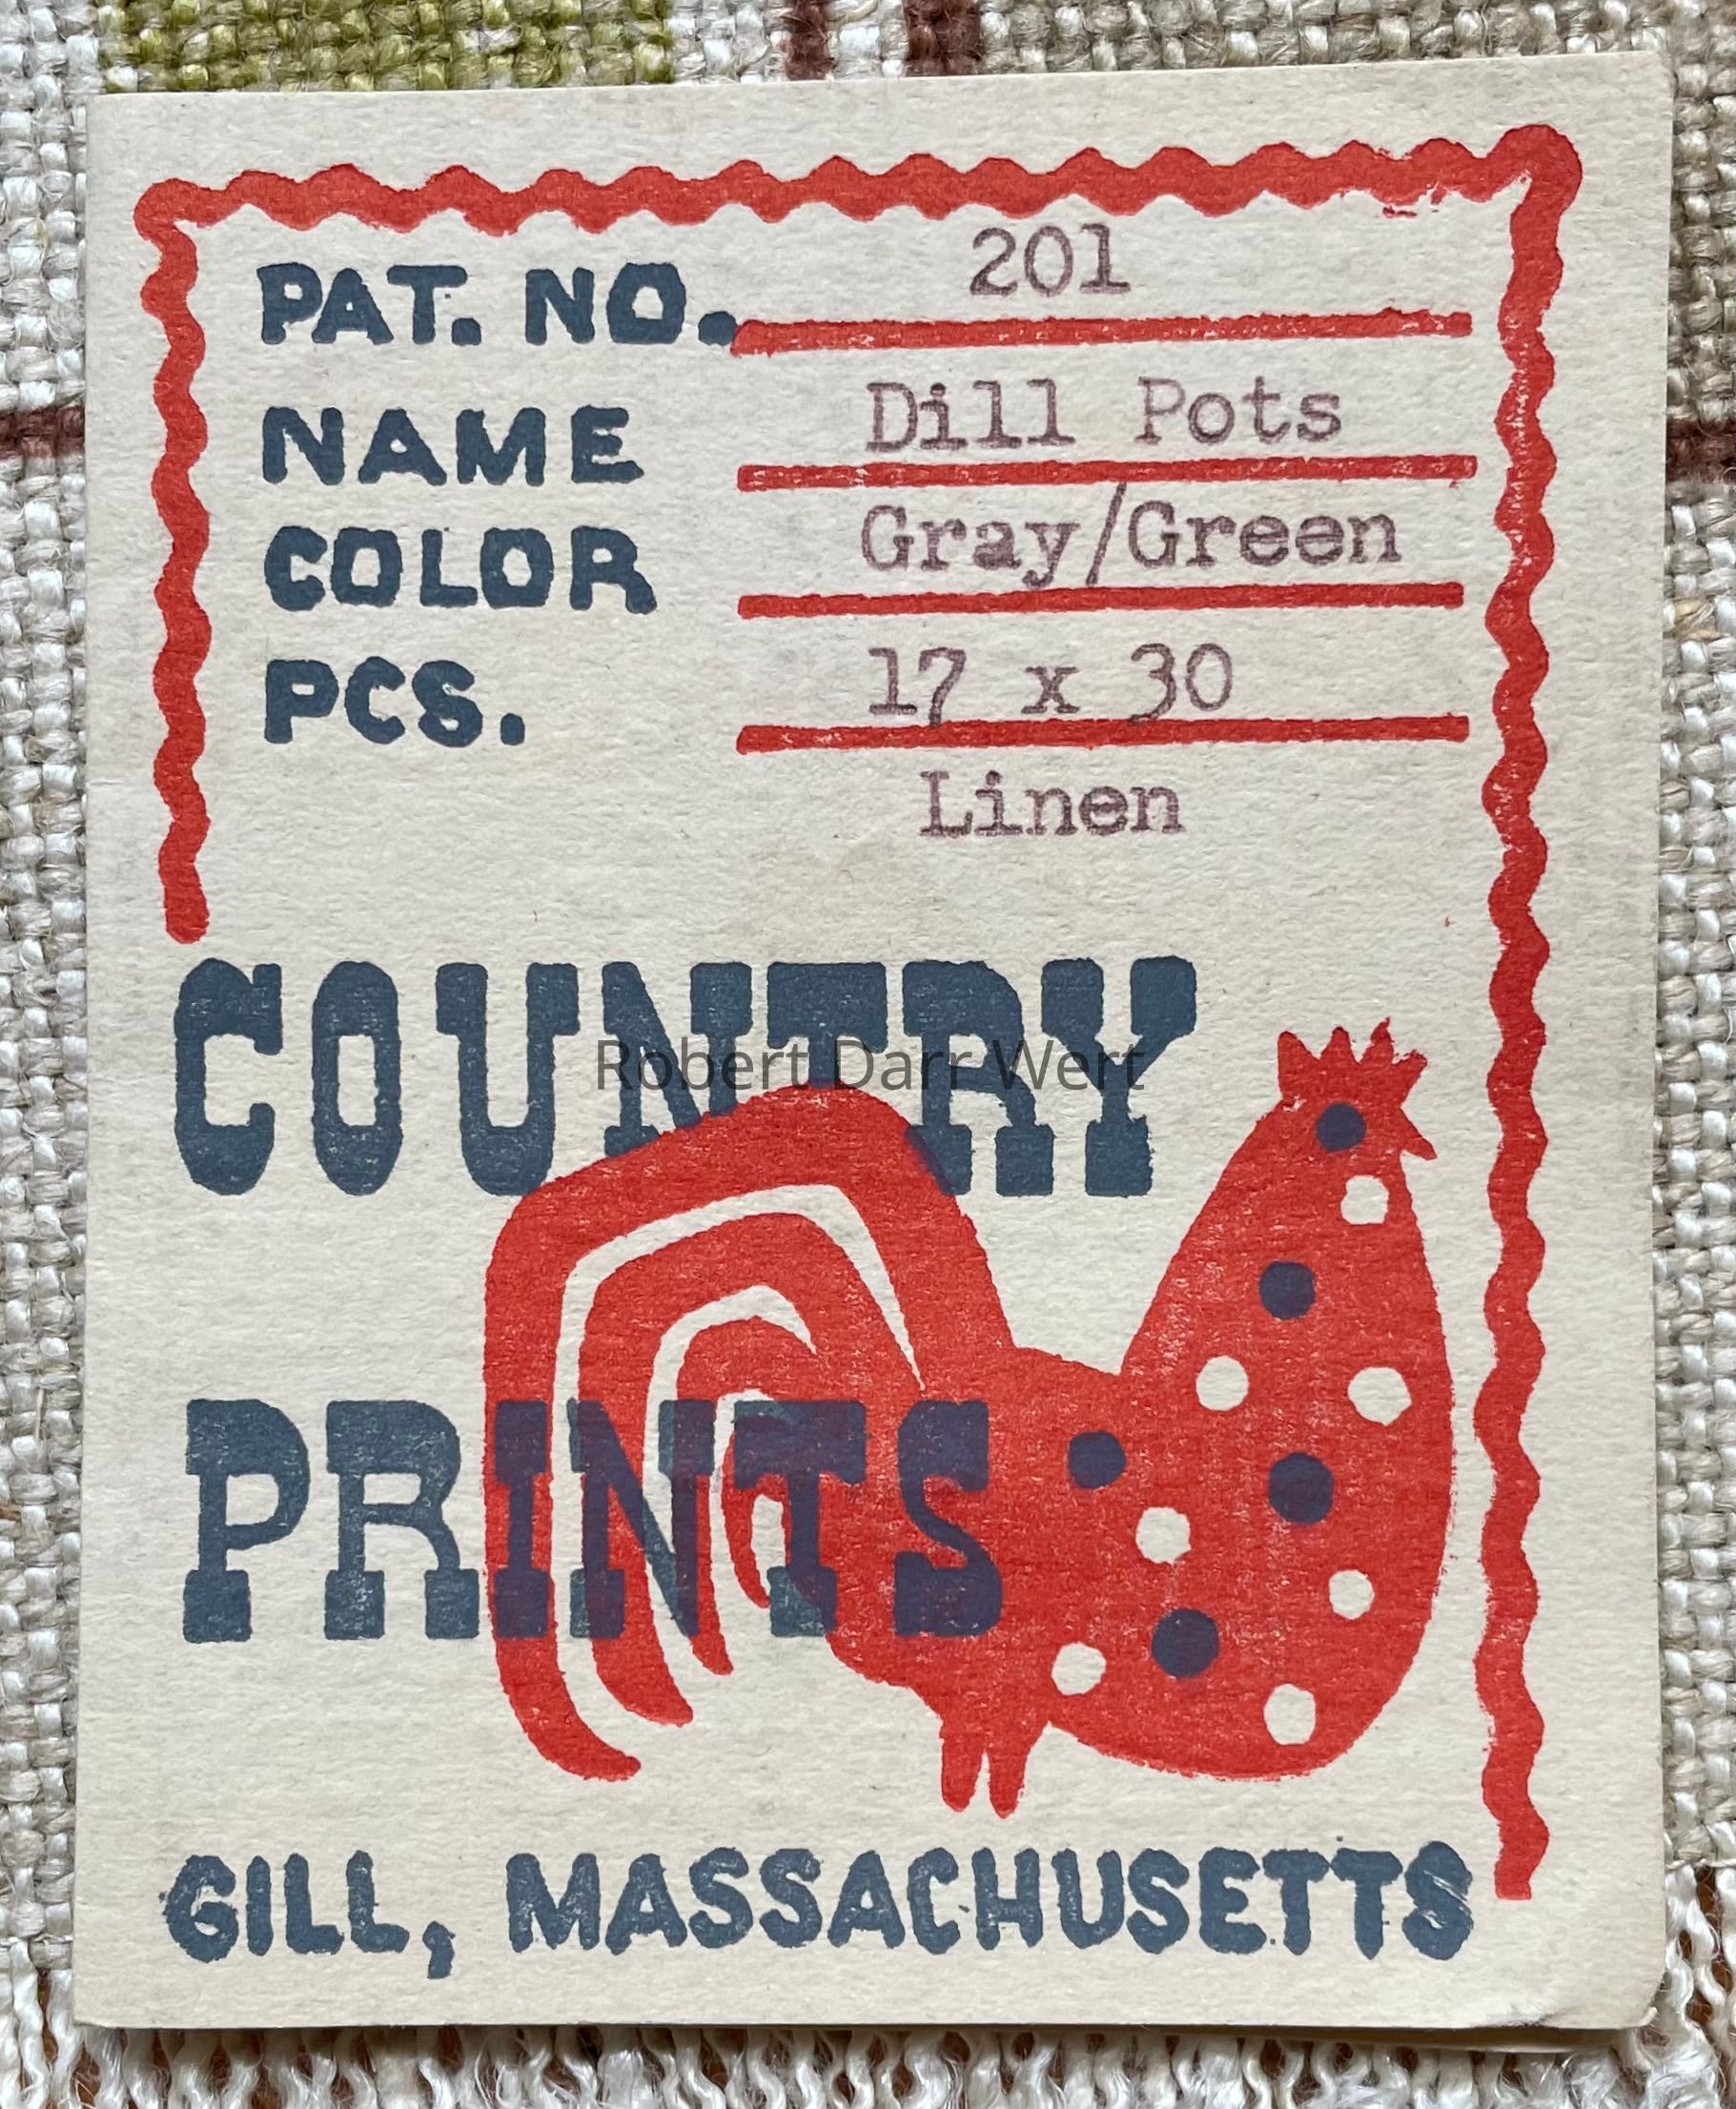 PAT. NO. 201
NAME Dill Pots
COLOR Gray/Green
PCS. 17 x 30
Linen
COUNTRY
Robert Darr Wert
PRINTS
GILL, MASSACHUSETTS